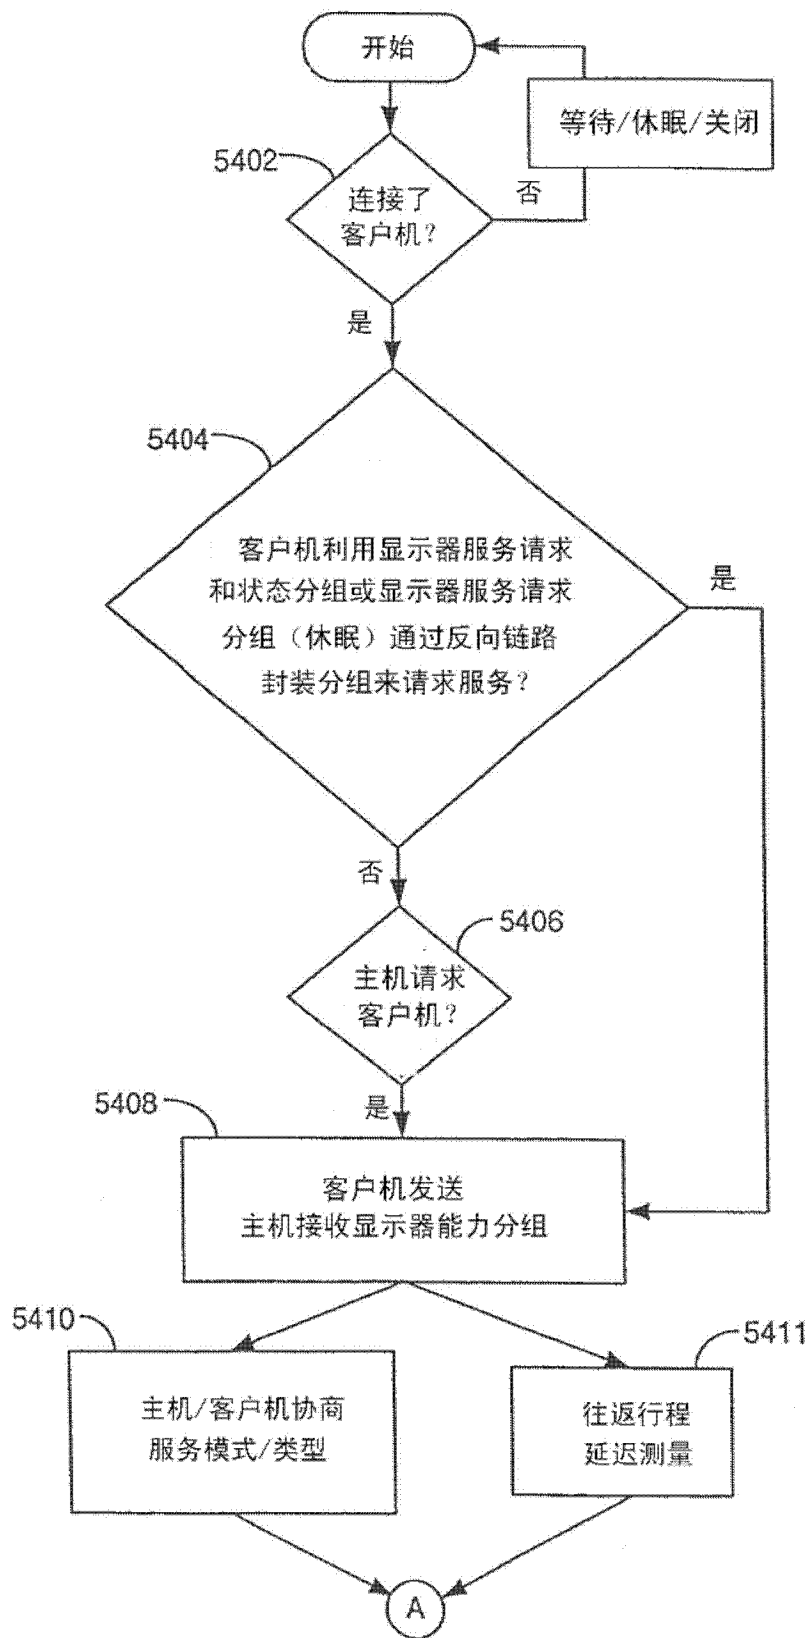 开始
等待/休眠/关闭
5402
否
连接了
客户机?
是
5404
客户机利用显示器服务请求
和状态分组或显示器服务请求
分组（休眠）通过反向链路
封装分组来请求服务?
是
否
5406
主机请求
客户机?
是
5408
客户机发送
主机接收显示器能力分组
5410
5411
主机/客户机协商
服务模式/类型
往返行程
延迟测量
A